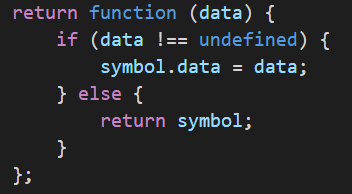 return function (data) {
    if (data !== undefined) {
        symbol.data = data;
    } else {
        return symbol;
    }
};